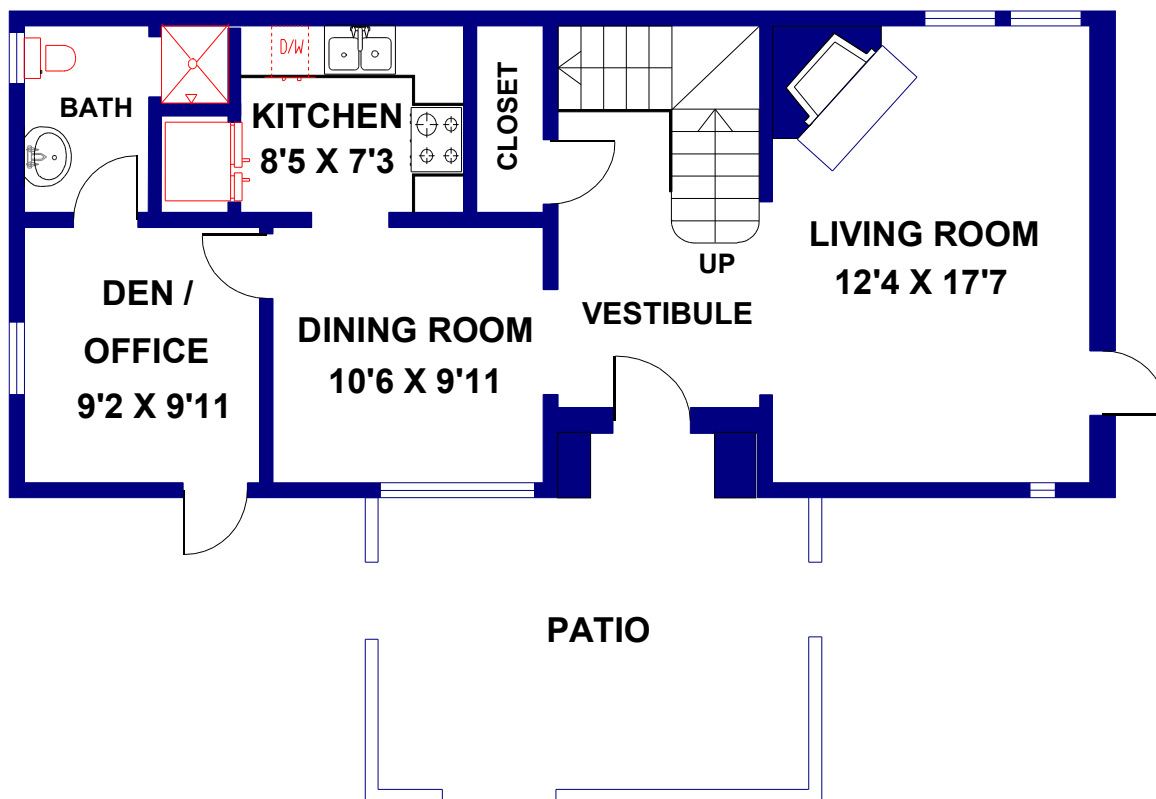 D/W
BATH
KITCHEN
8'5 X 7'3
CLOSET
UP
LIVING ROOM
12'4 X 17'7
DEN /
OFFICE
9'2 X 9'11
DINING ROOM
10'6 X 9'11
VESTIBULE
PATIO